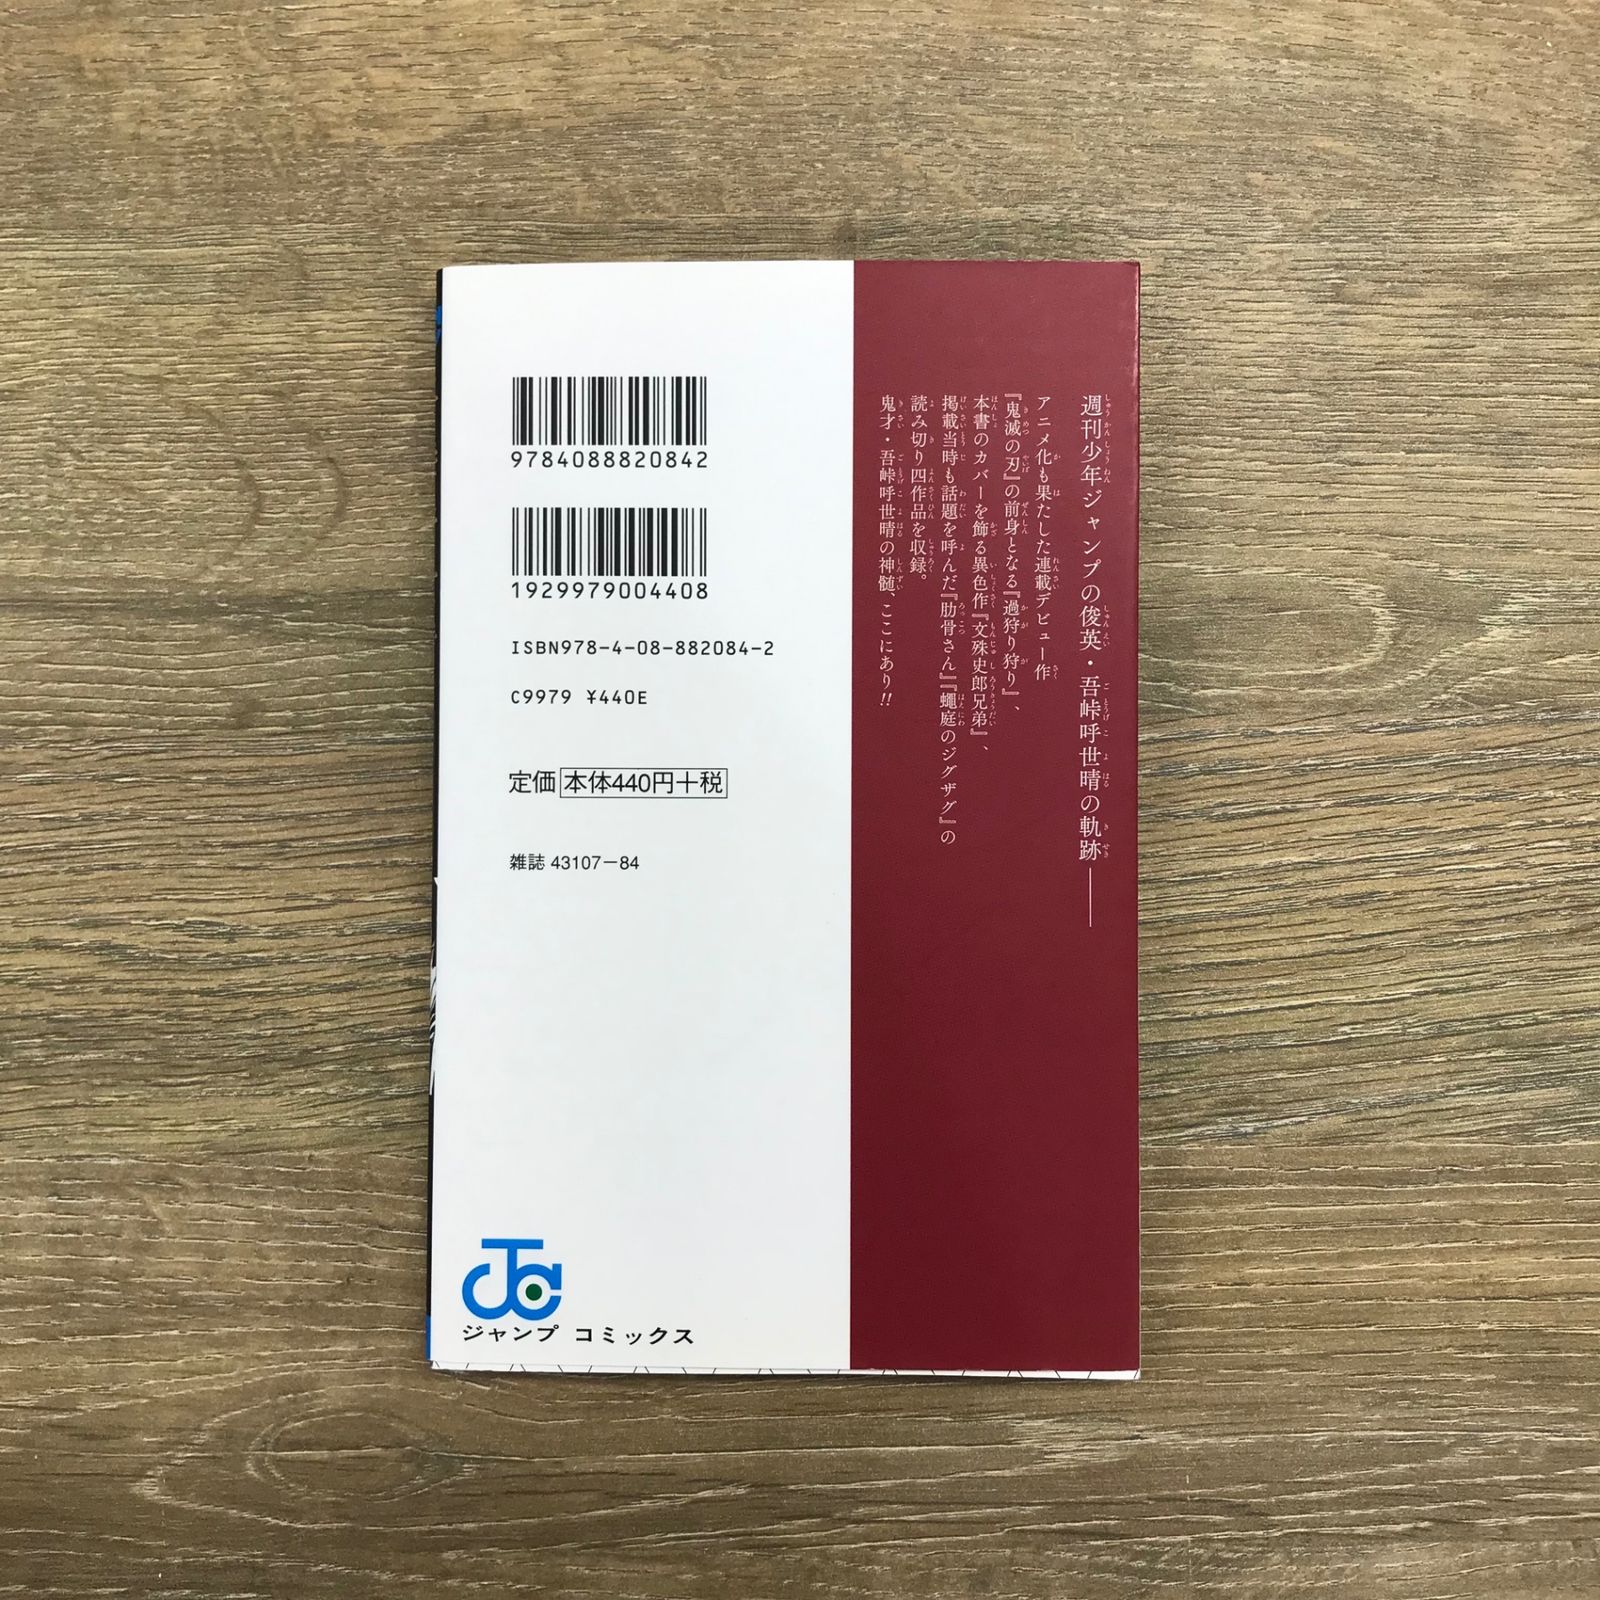 週刊少年ジャンプの俊英・吾峠呼世晴の軌跡――
アニメ化も果たした連載デビュー作
『鬼滅の刃』の前身となる『過狩り狩り』、
本書のカバーを飾る異色作『文殊史郎兄弟』、
掲載当時も話題を呼んだ『肋骨さん』『蠅庭のジグザグ』の
読み切り四作品を収録。
鬼才・吾峠呼世晴の神髄、ここにあり!!
9784088820842
1929979004408
ISBN978-4-08-882084-2
C9979 ¥440E
定価 本体440円+税
雑誌 43107-84
JC
ジャンプ コミックス